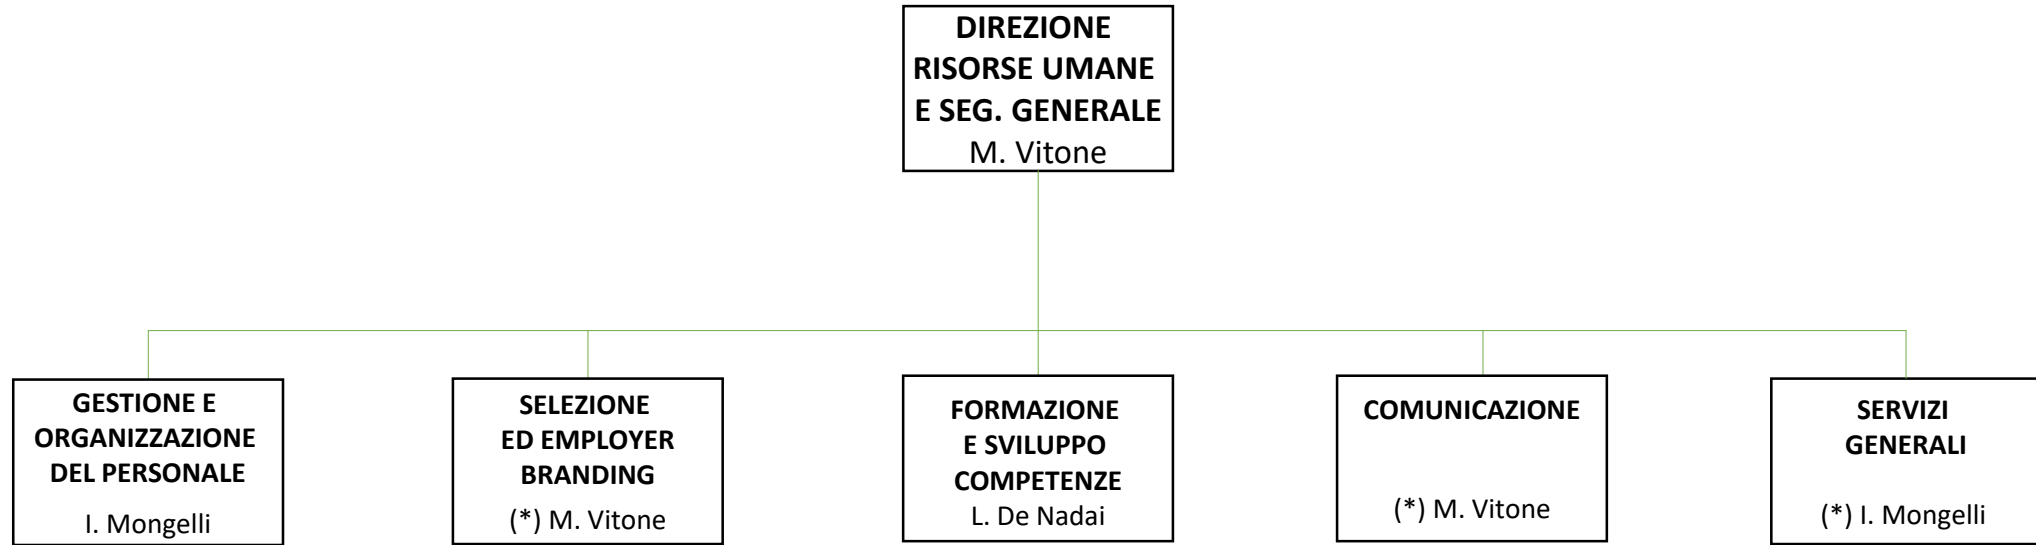 DIREZIONE
RISORSE UMANE
E SEG. GENERALE
M. Vitone
GESTIONE E
ORGANIZZAZIONE
DEL PERSONALE
I. Mongelli
SELEZIONE
ED EMPLOYER
BRANDING
(*) M. Vitone
FORMAZIONE
E SVILUPPO
COMPETENZE
L. De Nadai
COMUNICAZIONE
(*) M. Vitone
SERVIZI
GENERALI
(*) I. Mongelli